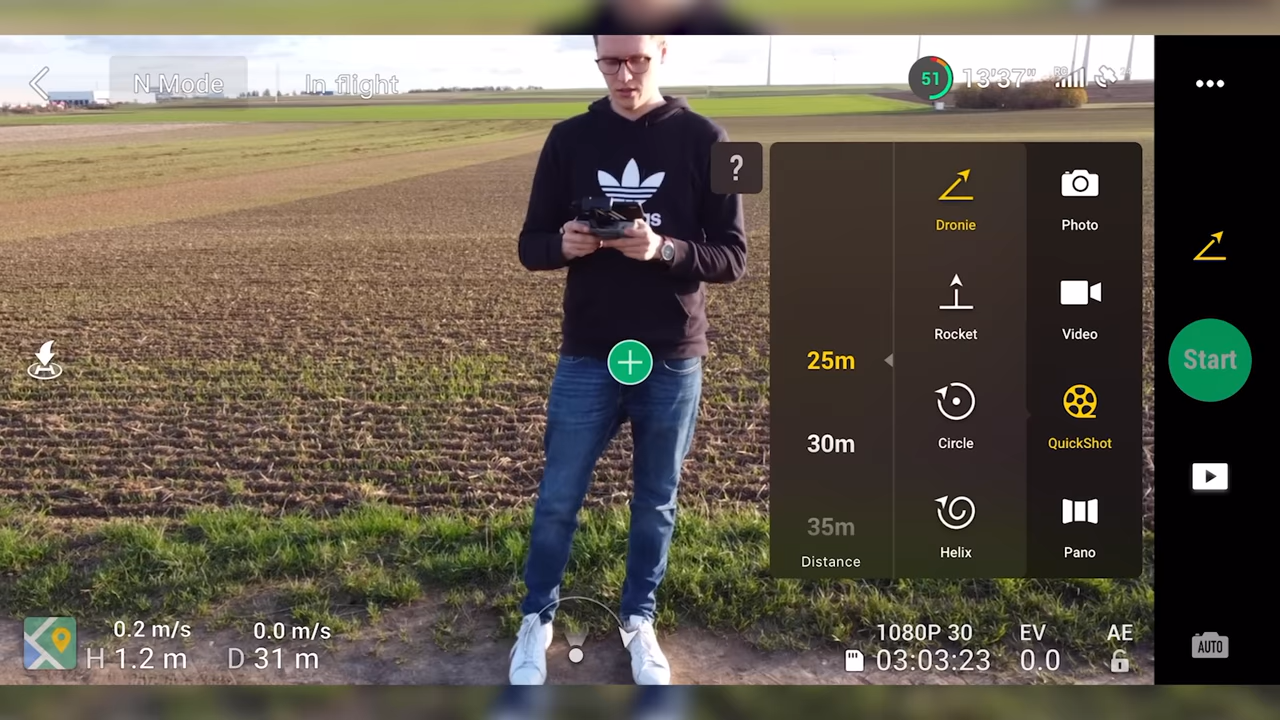 N Mode
In flight
51
13'37"
?
Dronie
Photo
Rocket
Video
25m
Circle
QuickShot
30m
Helix
Pano
35m
Distance
Start
0.2 m/s
0.0 m/s
H 1.2 m
D 31 m
1080P 30
EV
AE
03:03:23
0.0
AUTO